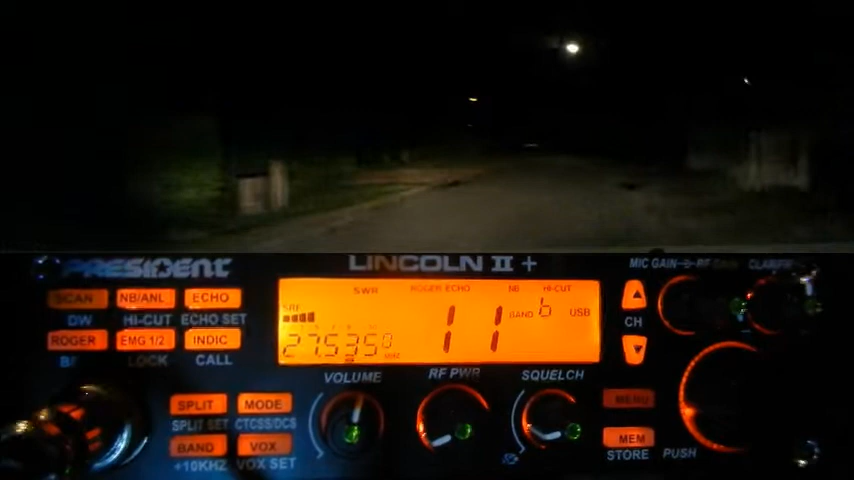 PRESIDENT LINCOLN II + MIC GAIN RF
SCAN NB/ANL ECHO
DW HI-CUT ECHO SET
ROGER EMG 1/2 INDIC
LOCK CALL
SWR ROGER ECHO NB HI-CUT
11 BAND b USB
27.5350
CH
VOLUME RF PWR SQUELCH
SPLIT MODE
SPLIT SET CTCSS/DCS
BAND VOX
+10KHZ VOX SET
MENU
MEM
STORE PUSH